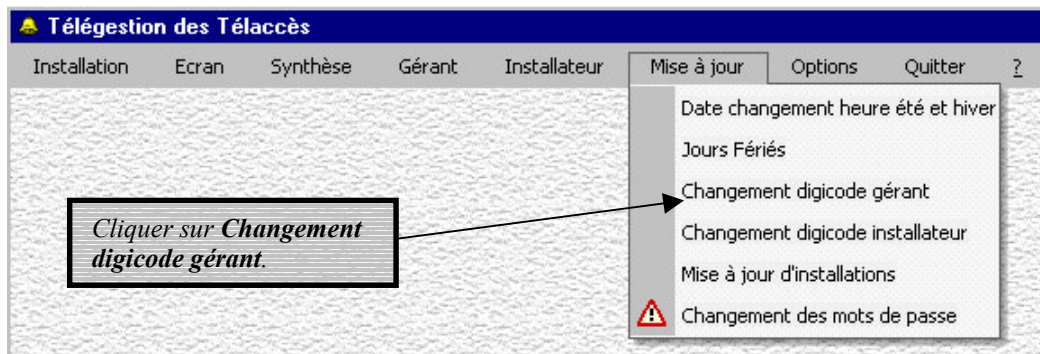 Télégestion des Télaccès
Installation Ecran Synthèse Gérant Installateur Mise à jour Options Quitter ?
Date changement heure été et hiver
Jours Fériés
Changement digicode gérant
Cliquer sur Changement
digicode gérant.
Changement digicode installateur
Mise à jour d'installations
Changement des mots de passe